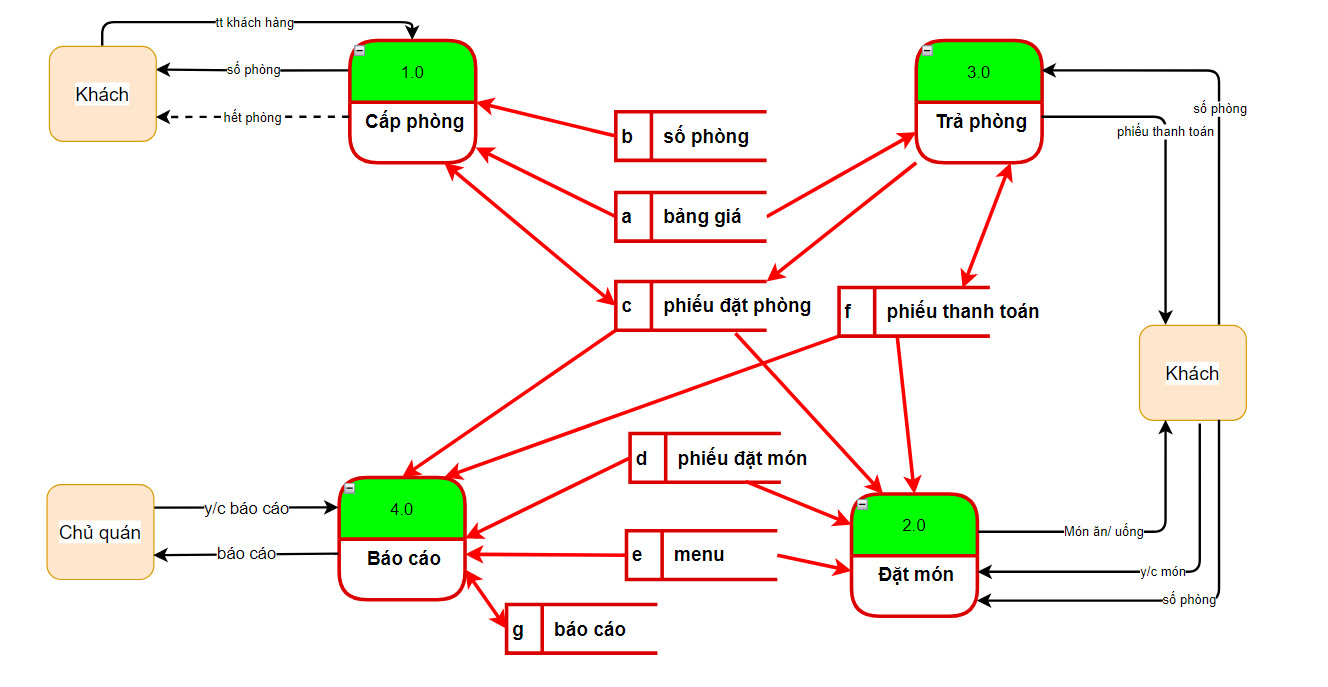 tt khách hàng
Khách
số phòng
hết phòng
1.0
Cấp phòng
b số phòng
a bảng giá
3.0
Trả phòng
số phòng
phiếu thanh toán
c phiếu đặt phòng
f phiếu thanh toán
Khách
d phiếu đặt món
e menu
g báo cáo
Chủ quán
y/c báo cáo
báo cáo
4.0
Báo cáo
2.0
Đặt món
Món ăn/ uống
y/c món
số phòng